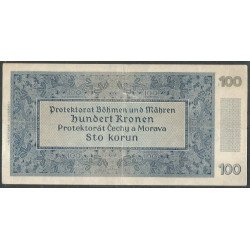 100
Protektorat Böhmen und Mähren
Hundert Kronen
Protektorát Čechy a Morava
Sto korun
100